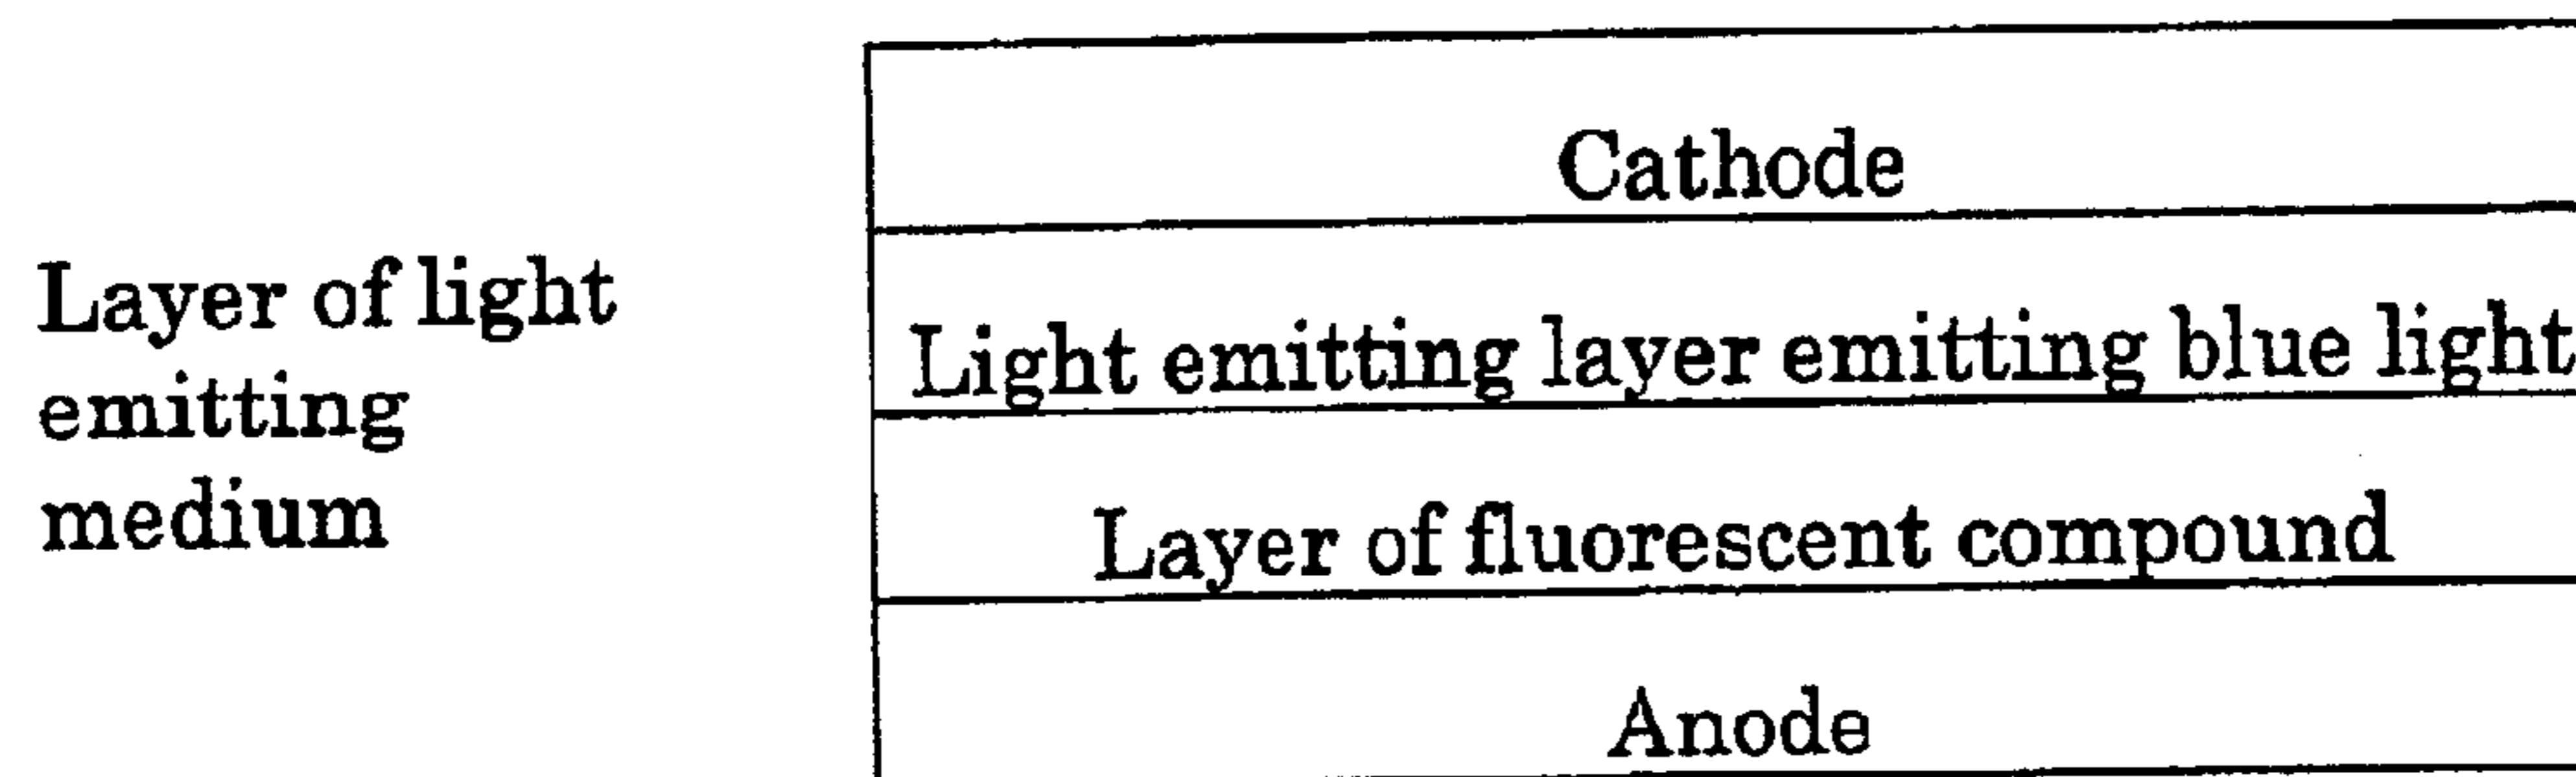 Cathode
Layer of light
emitting
medium
Light emitting layer emitting blue light
Layer of fluorescent compound
Anode